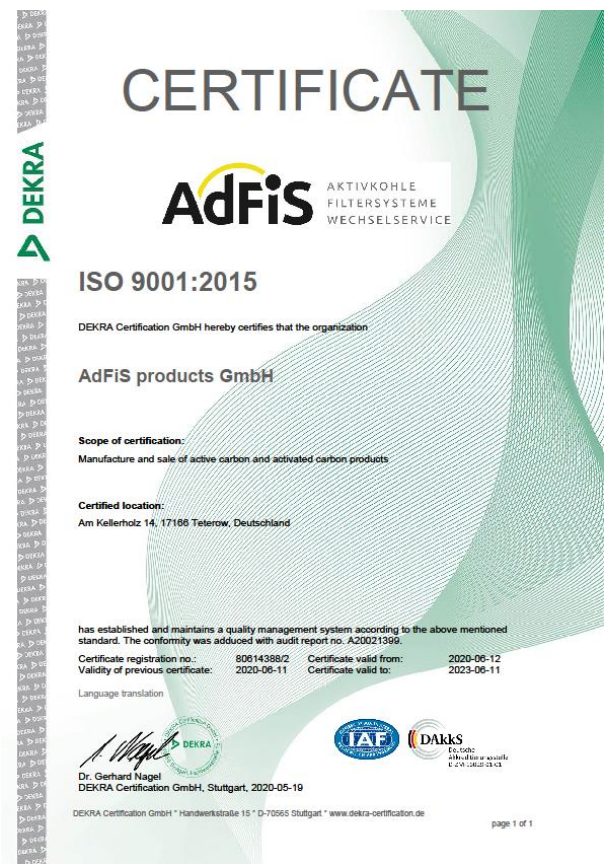 CERTIFICATE
DEKRA
AdFiS
AKTIVKOHLE
FILTERSYSTEME
WECHSELSERVICE
ISO 9001:2015
DEKRA Certification GmbH hereby certifies that the organization
AdFiS products GmbH
Scope of certification:
Manufacture and sale of active carbon and activated carbon products
Certified location:
Am Kellerholz 14, 17166 Teterow, Deutschland
has established and maintains a quality management system according to the above mentioned
standard. The conformity was adduced with audit report no. A20021399.
Certificate registration no.: 80614388/2 Certificate valid from: 2020-06-12
Validity of previous certificate: 2020-06-11 Certificate valid to: 2023-06-11
Language translation
DEKRA
IAF
DAkkS
Deutsche
Akkreditierungsstelle
Dr. Gerhard Nagel
DEKRA Certification GmbH, Stuttgart, 2020-05-19
DEKRA Certification GmbH * Handwerkstraße 15 * D-70565 Stuttgart * www.dekra-certification.de
page 1 of 1